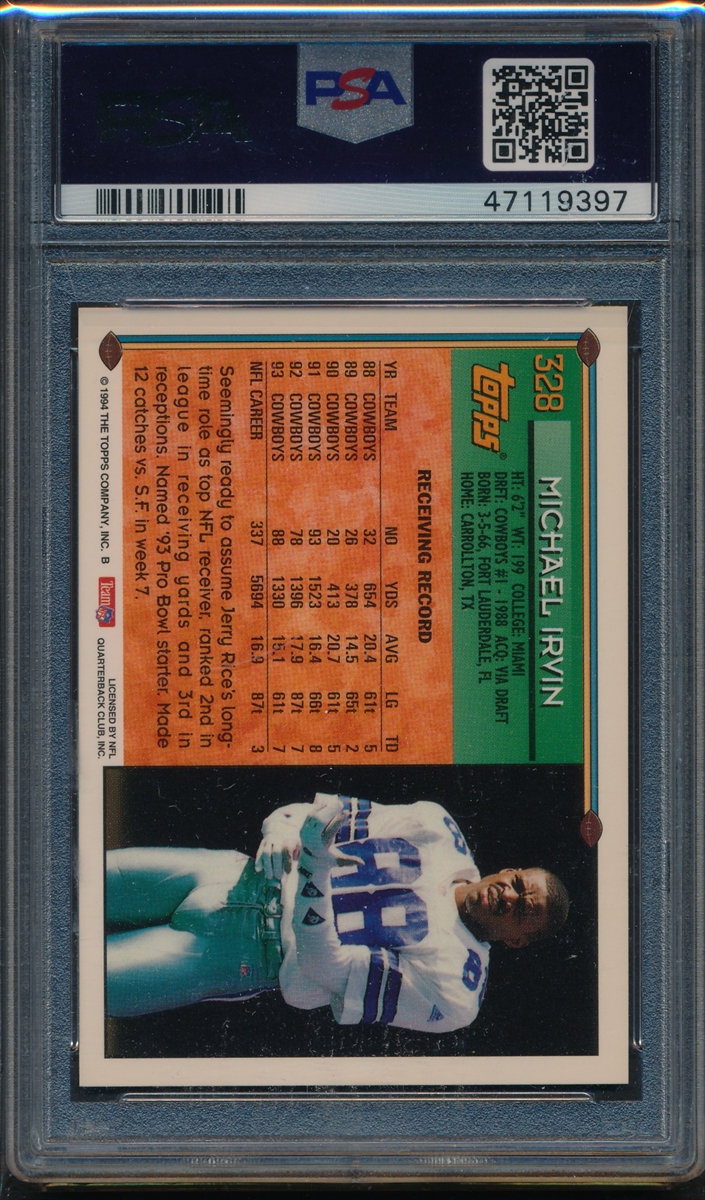 PSA
47119397
328
MICHAEL IRVIN
topps®
HT: 6'2" WT: 199 COLLEGE: MIAMI
DRFT: COWBOYS #1 - 1988 ACQ: VIA DRAFT
BORN: 3-5-66, FORT LAUDERDALE, FL
HOME: CARROLLTON, TX
RECEIVING RECORD
YR TEAM NO YDS AVG LG TD
88 COWBOYS 32 654 20.4 61t 5
89 COWBOYS 26 378 14.5 65t 2
90 COWBOYS 20 413 20.7 61t 5
91 COWBOYS 93 1523 16.4 66t 8
92 COWBOYS 78 1396 17.9 87t 7
93 COWBOYS 88 1330 15.1 61t 7
NFL CAREER 337 5694 16.9 87t 3
Seemingly ready to assume Jerry Rice's long-
time role as top NFL receiver, ranked 2nd in
league in receiving yards and 3rd in
receptions. Named '93 Pro Bowl starter. Made
12 catches vs. S.F. in week 7.
© 1994 THE TOPPS COMPANY, INC. B
Team NFL
LICENSED BY NFL
QUARTERBACK CLUB, INC.
88
8
8